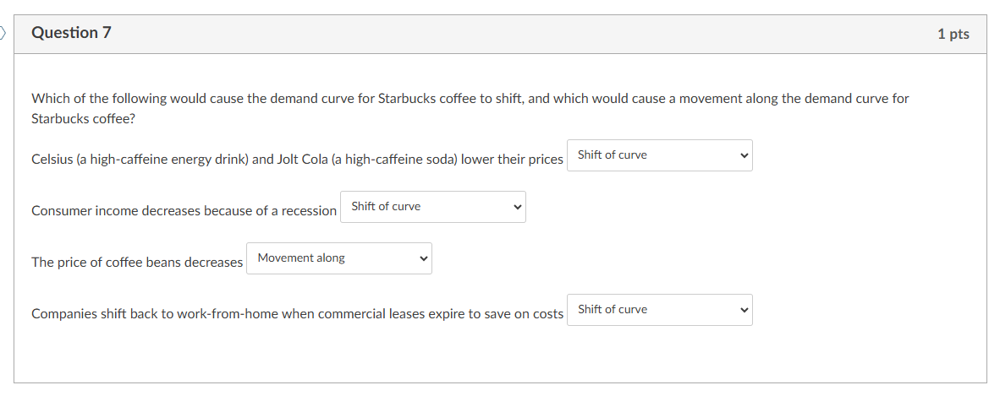 Question 7
1 pts
Which of the following would cause the demand curve for Starbucks coffee to shift, and which would cause a movement along the demand curve for
Starbucks coffee?
Celsius (a high-caffeine energy drink) and Jolt Cola (a high-caffeine soda) lower their prices Shift of curve
Consumer income decreases because of a recession Shift of curve
The price of coffee beans decreases Movement along
Companies shift back to work-from-home when commercial leases expire to save on costs Shift of curve